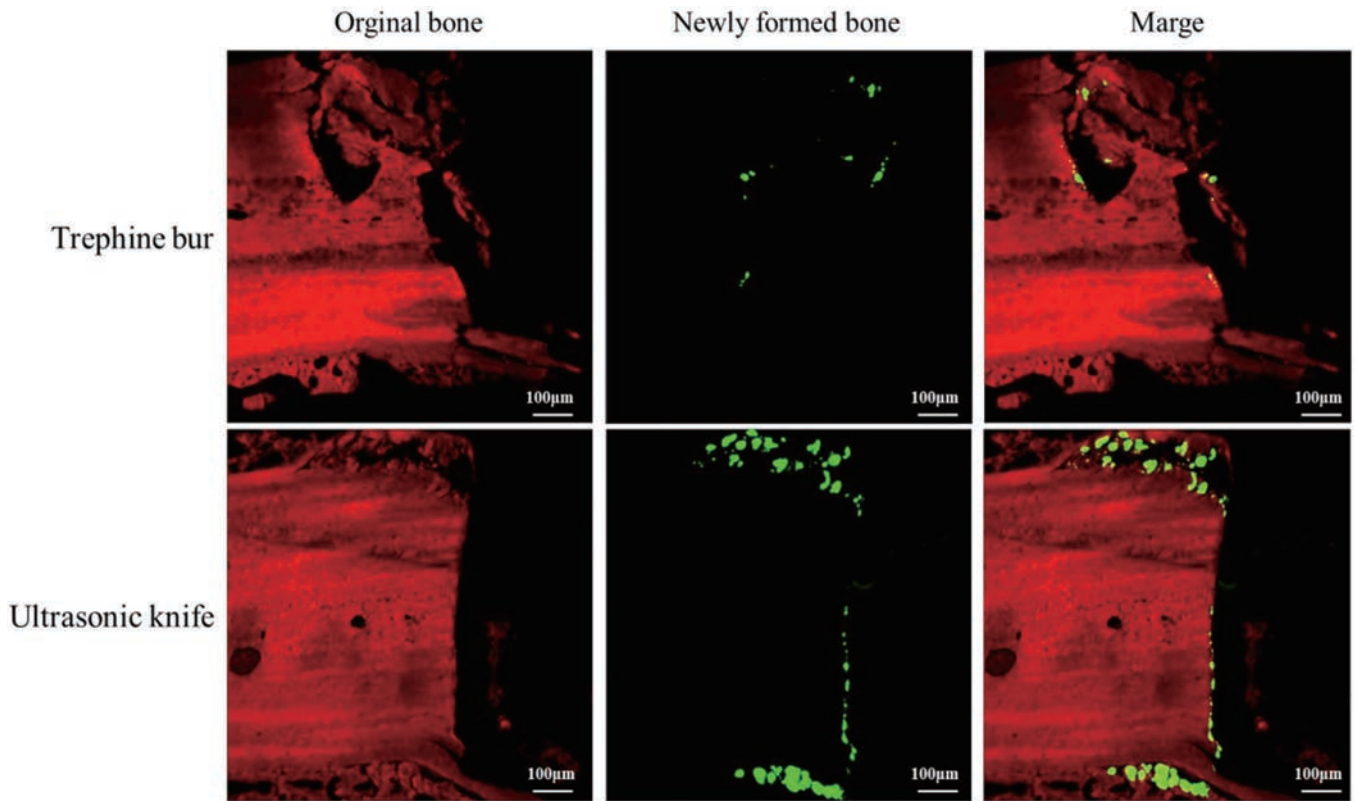 Orginal bone
Newly formed bone
Marge
Trephine bur
100μm
100μm
100μm
Ultrasonic knife
100μm
100μm
100μm